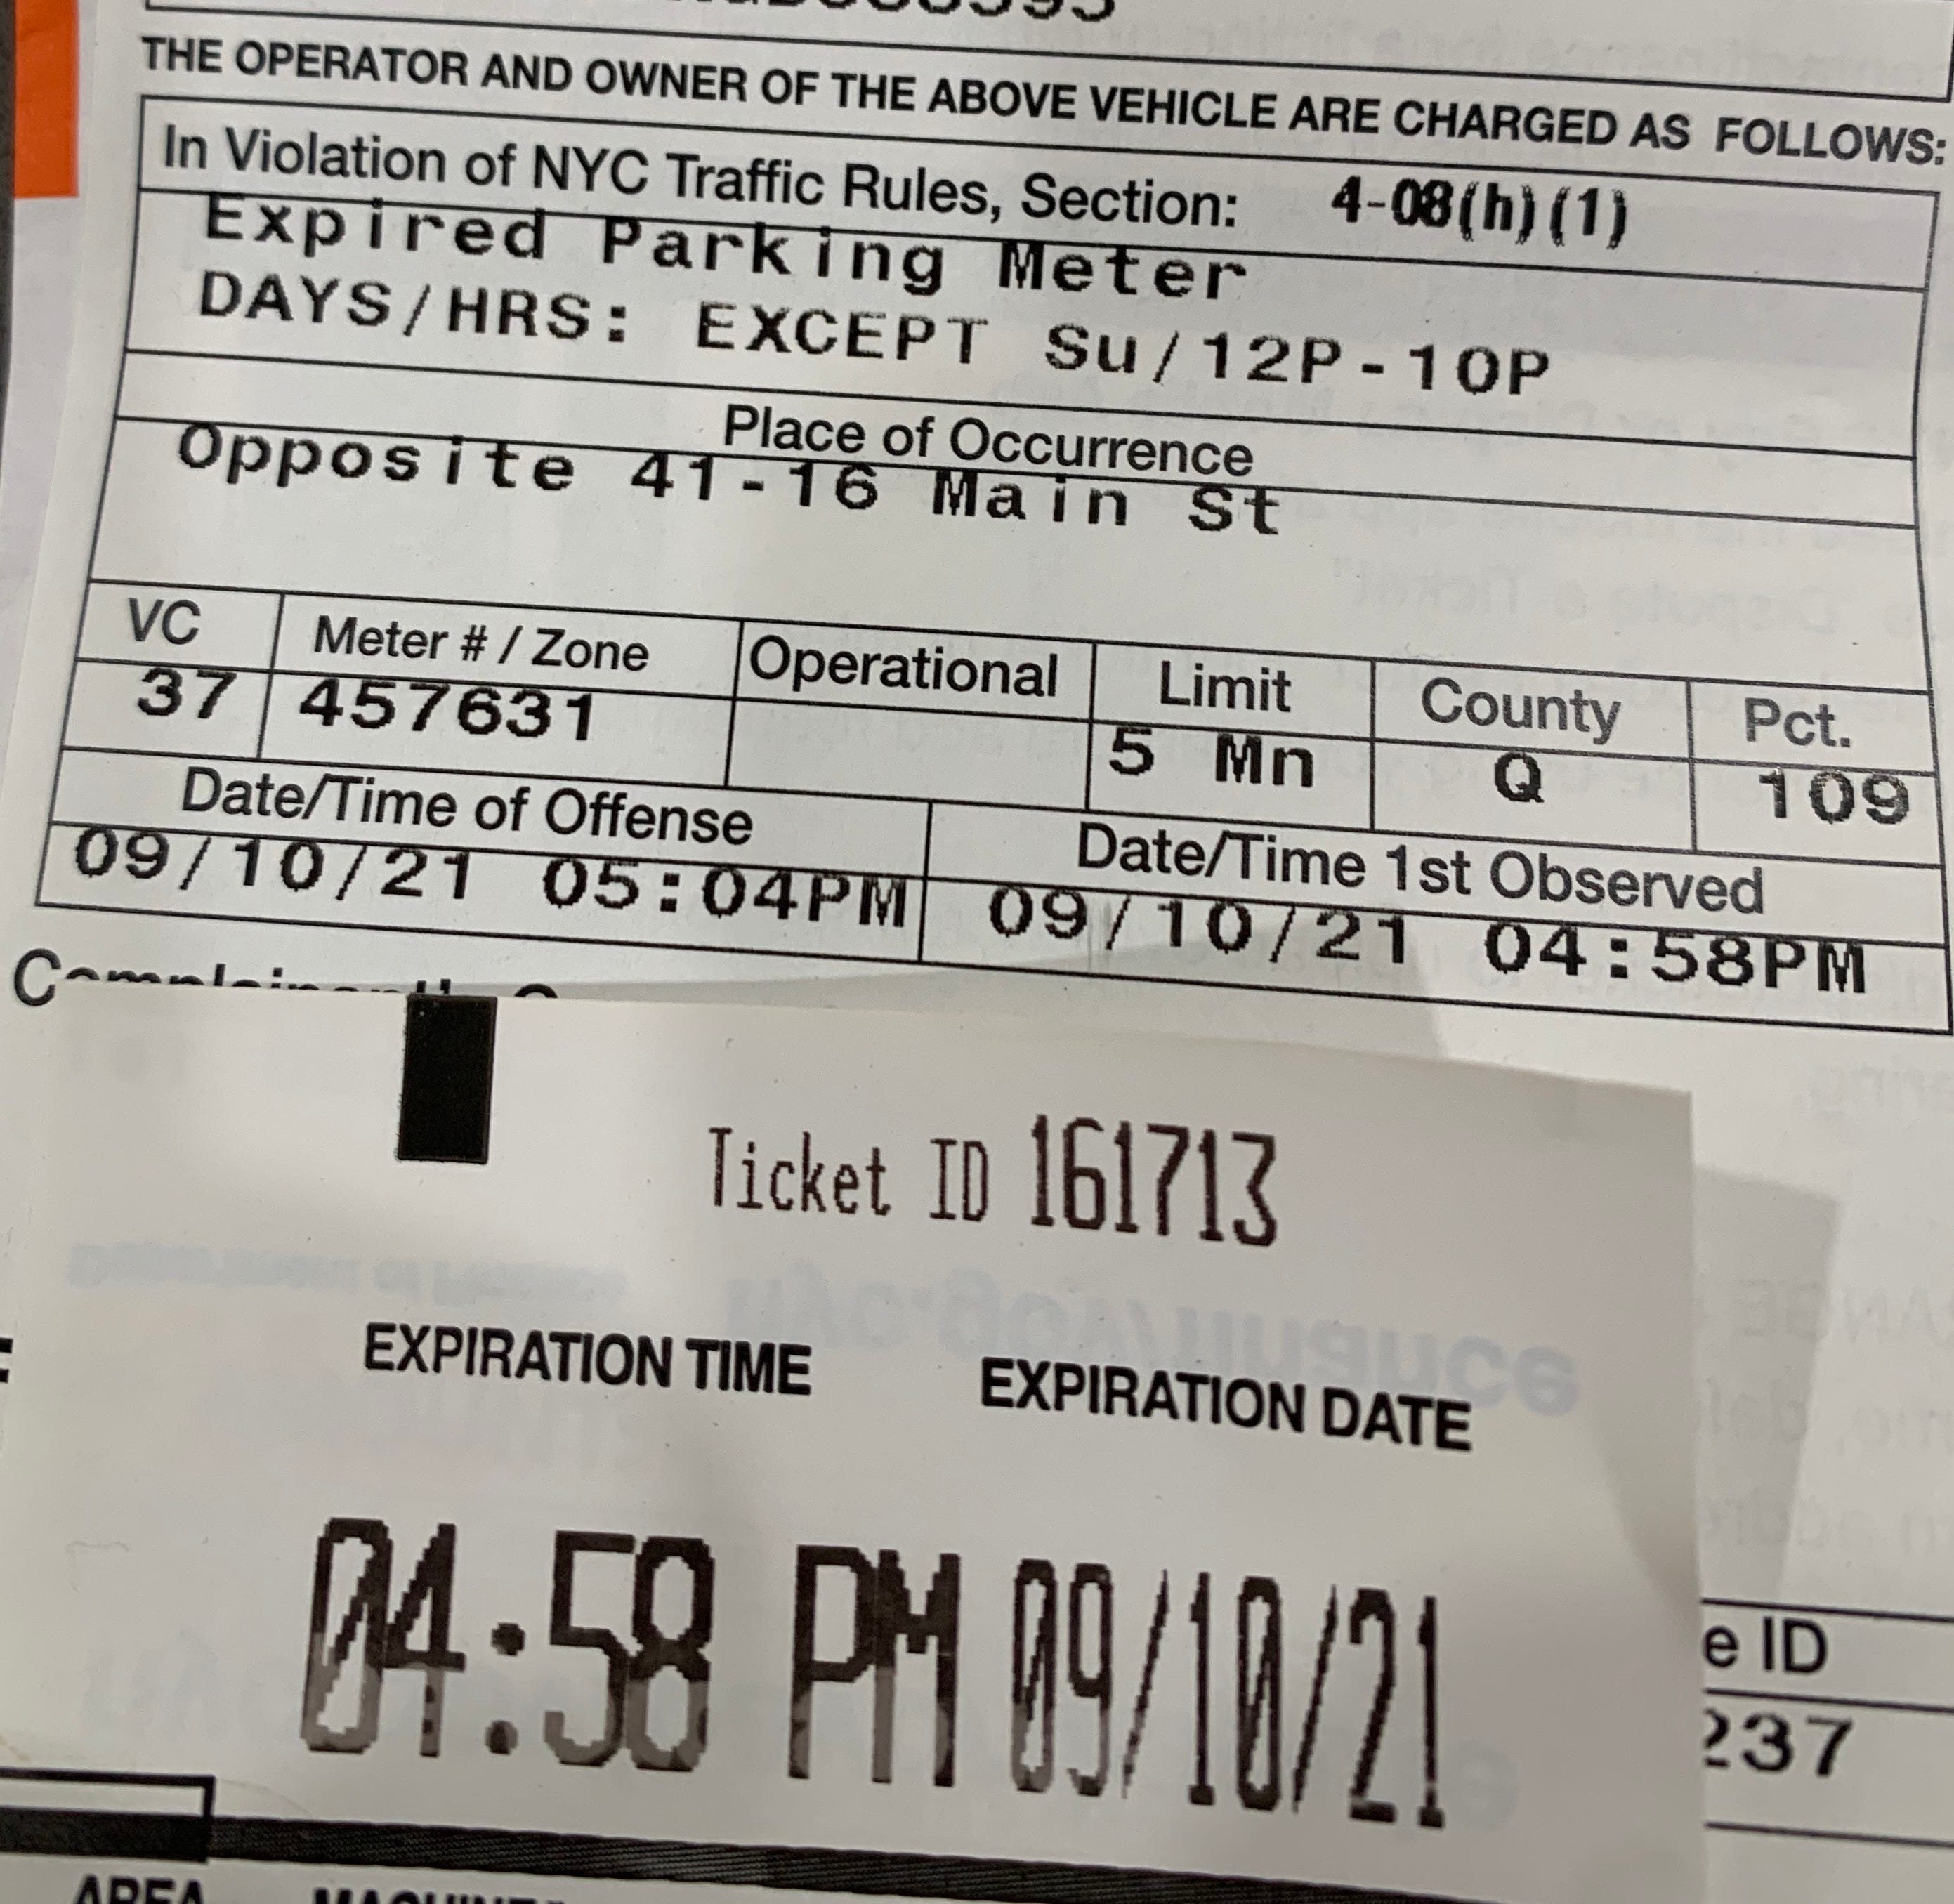 THE OPERATOR AND OWNER OF THE ABOVE VEHICLE ARE CHARGED AS FOLLOWS:
In Violation of NYC Traffic Rules, Section: 4-08(h)(1)
Expired Parking Meter
DAYS/HRS: EXCEPT Su/12P-10P
Place of Occurrence
Opposite 41-16 Main St
VC Meter # / Zone Operational Limit County Pct.
37 457631 5 Mn Q 109
Date/Time of Offense Date/Time 1st Observed
09/10/21 05:04PM 09/10/21 04:58PM
Ticket ID 161713
EXPIRATION TIME EXPIRATION DATE
04:58 PM 09/10/21
e ID
237
AREA